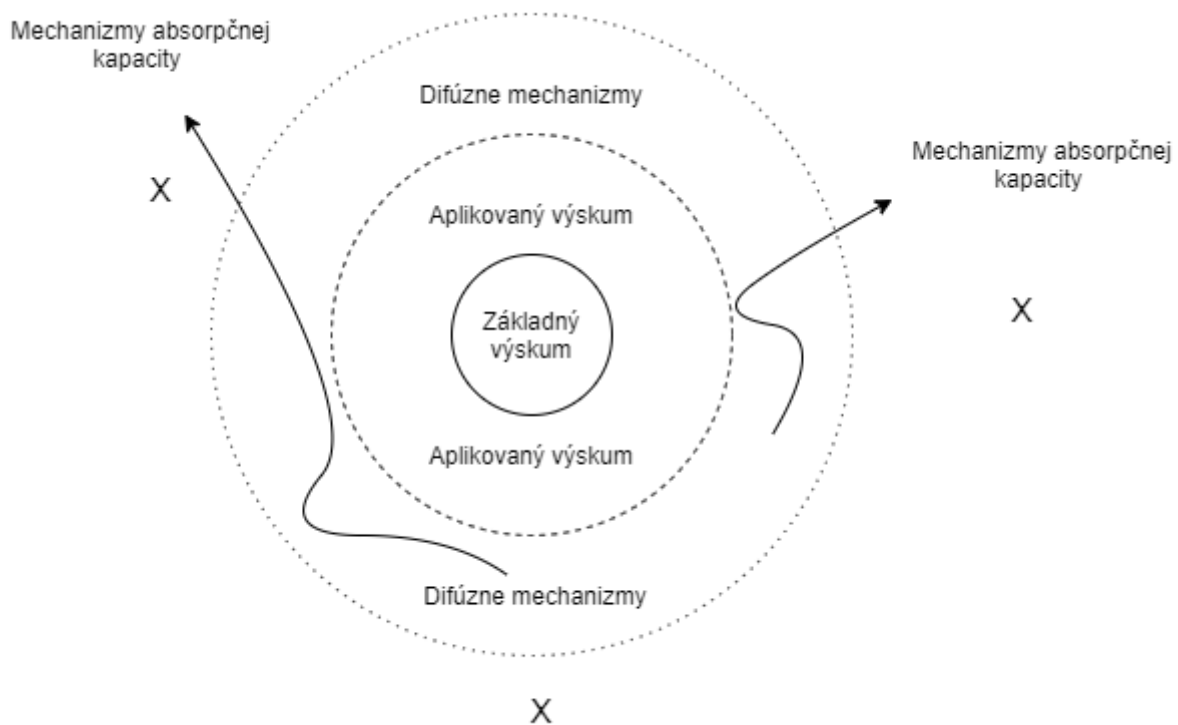 Mechanizmy absorpčnej
kapacity
Difúzne mechanizmy
Mechanizmy absorpčnej
kapacity
X
Aplikovaný výskum
X
Základný
výskum
Aplikovaný výskum
Difúzne mechanizmy
X